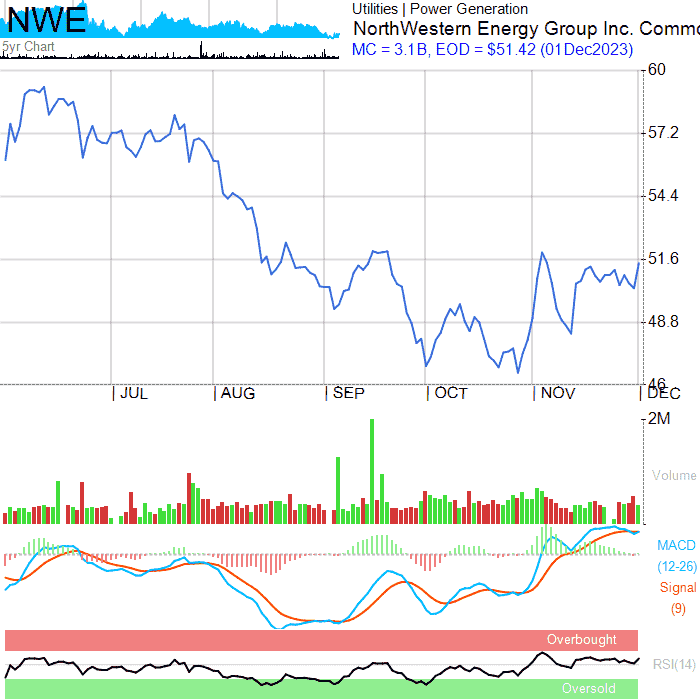 NWE
5yr Chart
Utilities | Power Generation
NorthWestern Energy Group Inc. Commo
MC = 3.1B, EOD = $51.42 (01Dec2023)
60
57.2
54.4
51.6
48.8
46
JUL AUG SEP OCT NOV DEC
2M
Volume
MACD
(12-26)
Signal
(9)
Overbought
RSI(14)
Oversold